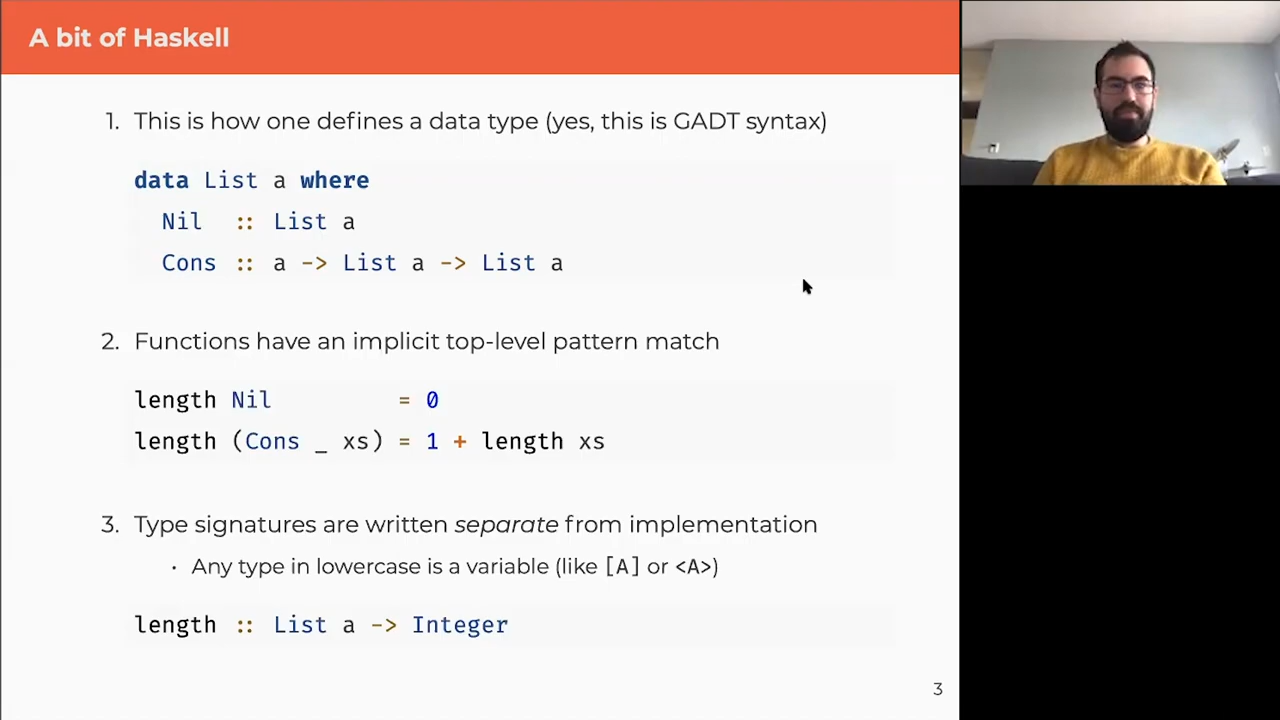 A bit of Haskell
1. This is how one defines a data type (yes, this is GADT syntax)
data List a where
Nil :: List a
Cons :: a -> List a -> List a
2. Functions have an implicit top-level pattern match
length Nil = 0
length (Cons _ xs) = 1 + length xs
3. Type signatures are written separate from implementation
· Any type in lowercase is a variable (like [A] or <A>)
length :: List a -> Integer
3